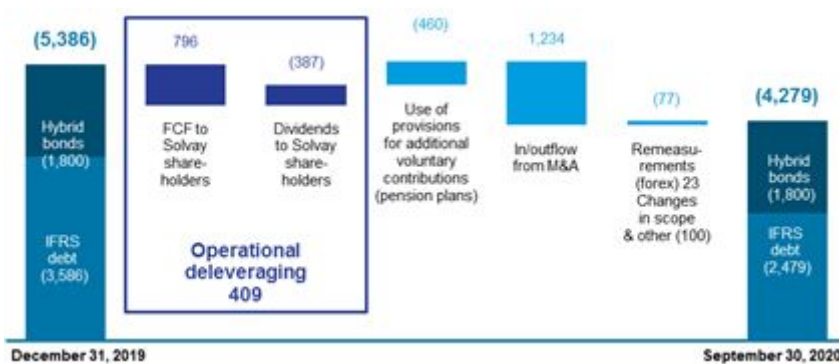 (5,386)
Hybrid
bonds
(1,800)
IFRS
debt
(3,586)
796
FCF to
Solvay
share-
holders
(387)
Dividends
to Solvay
share-
holders
Operational
deleveraging
409
(460)
Use of
provisions
for additional
voluntary
contributions
(pension plans)
1,234
In/outflow
from M&A
(77)
Remeasu-
rements
(forex) 23
Changes
in scope
& other (100)
(4,279)
Hybrid
bonds
(1,800)
IFRS
debt
(2,479)
December 31, 2019
September 30, 2020